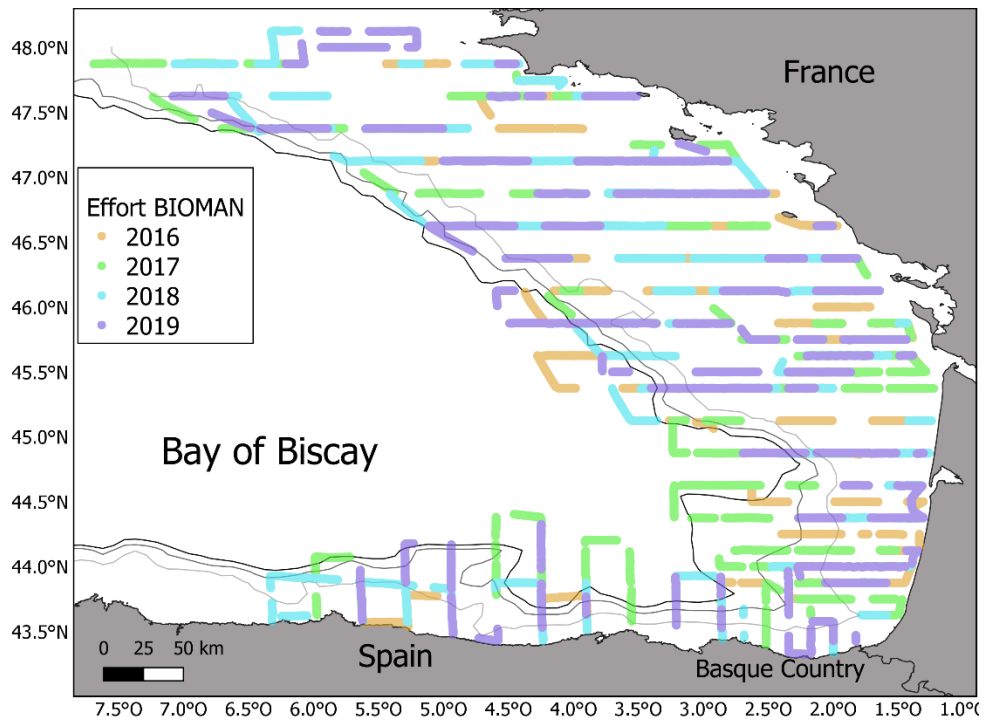 48.0°N
France
47.5°N
47.0°N
Effort BIOMAN
2016
2017
2018
2019
46.5°N
46.0°N
45.5°N
45.0°N
Bay of Biscay
44.5°N
44.0°N
43.5°N
0 25 50 km
Spain
Basque Country
7.5°O 7.0°O 6.5°O 5.5°O 5.0°O 4.5°O 4.0°O 3.5°O 3.0°O 2.5°O 2.0°O 1.5°O 1.0°O